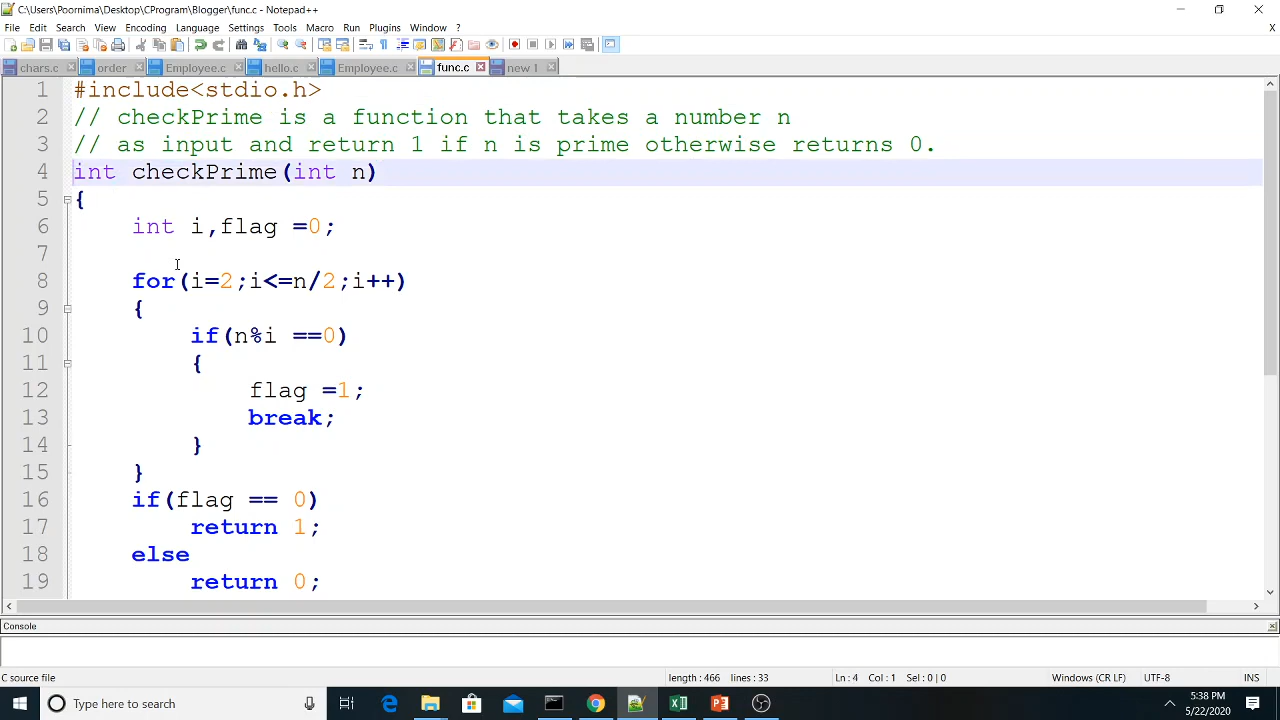 C:\Users\Poornima\Desktop\CProgram\Blogger\func.c - Notepad++
File Edit Search View Encoding Language Settings Tools Macro Run Plugins Window ? X
chars.c order Employee.c hello.c Employee.c func.c new 1
1 #include<stdio.h>
2 // checkPrime is a function that takes a number n
3 // as input and return 1 if n is prime otherwise returns 0.
4 int checkPrime(int n)
5 {
6 int i,flag =0;
7
8 for(i=2;i<=n/2;i++)
9 {
10 if(n%i ==0)
11 {
12 flag =1;
13 break;
14 }
15 }
16 if(flag == 0)
17 return 1;
18 else
19 return 0;
Console
C source file length : 466 lines : 33 Ln : 4 Col : 1 Sel : 0 | 0 Windows (CR LF) UTF-8 INS
Type here to search
5:38 PM
5/22/2020